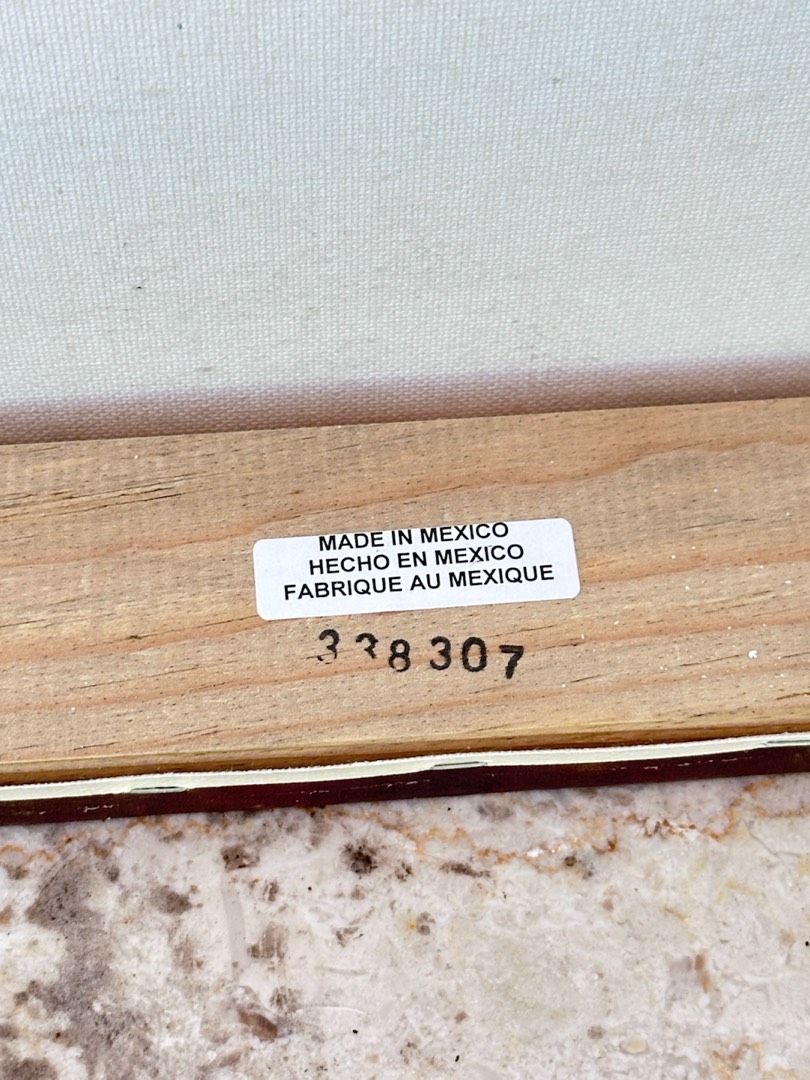 MADE IN MEXICO
HECHO EN MEXICO
FABRIQUE AU MEXIQUE
338307